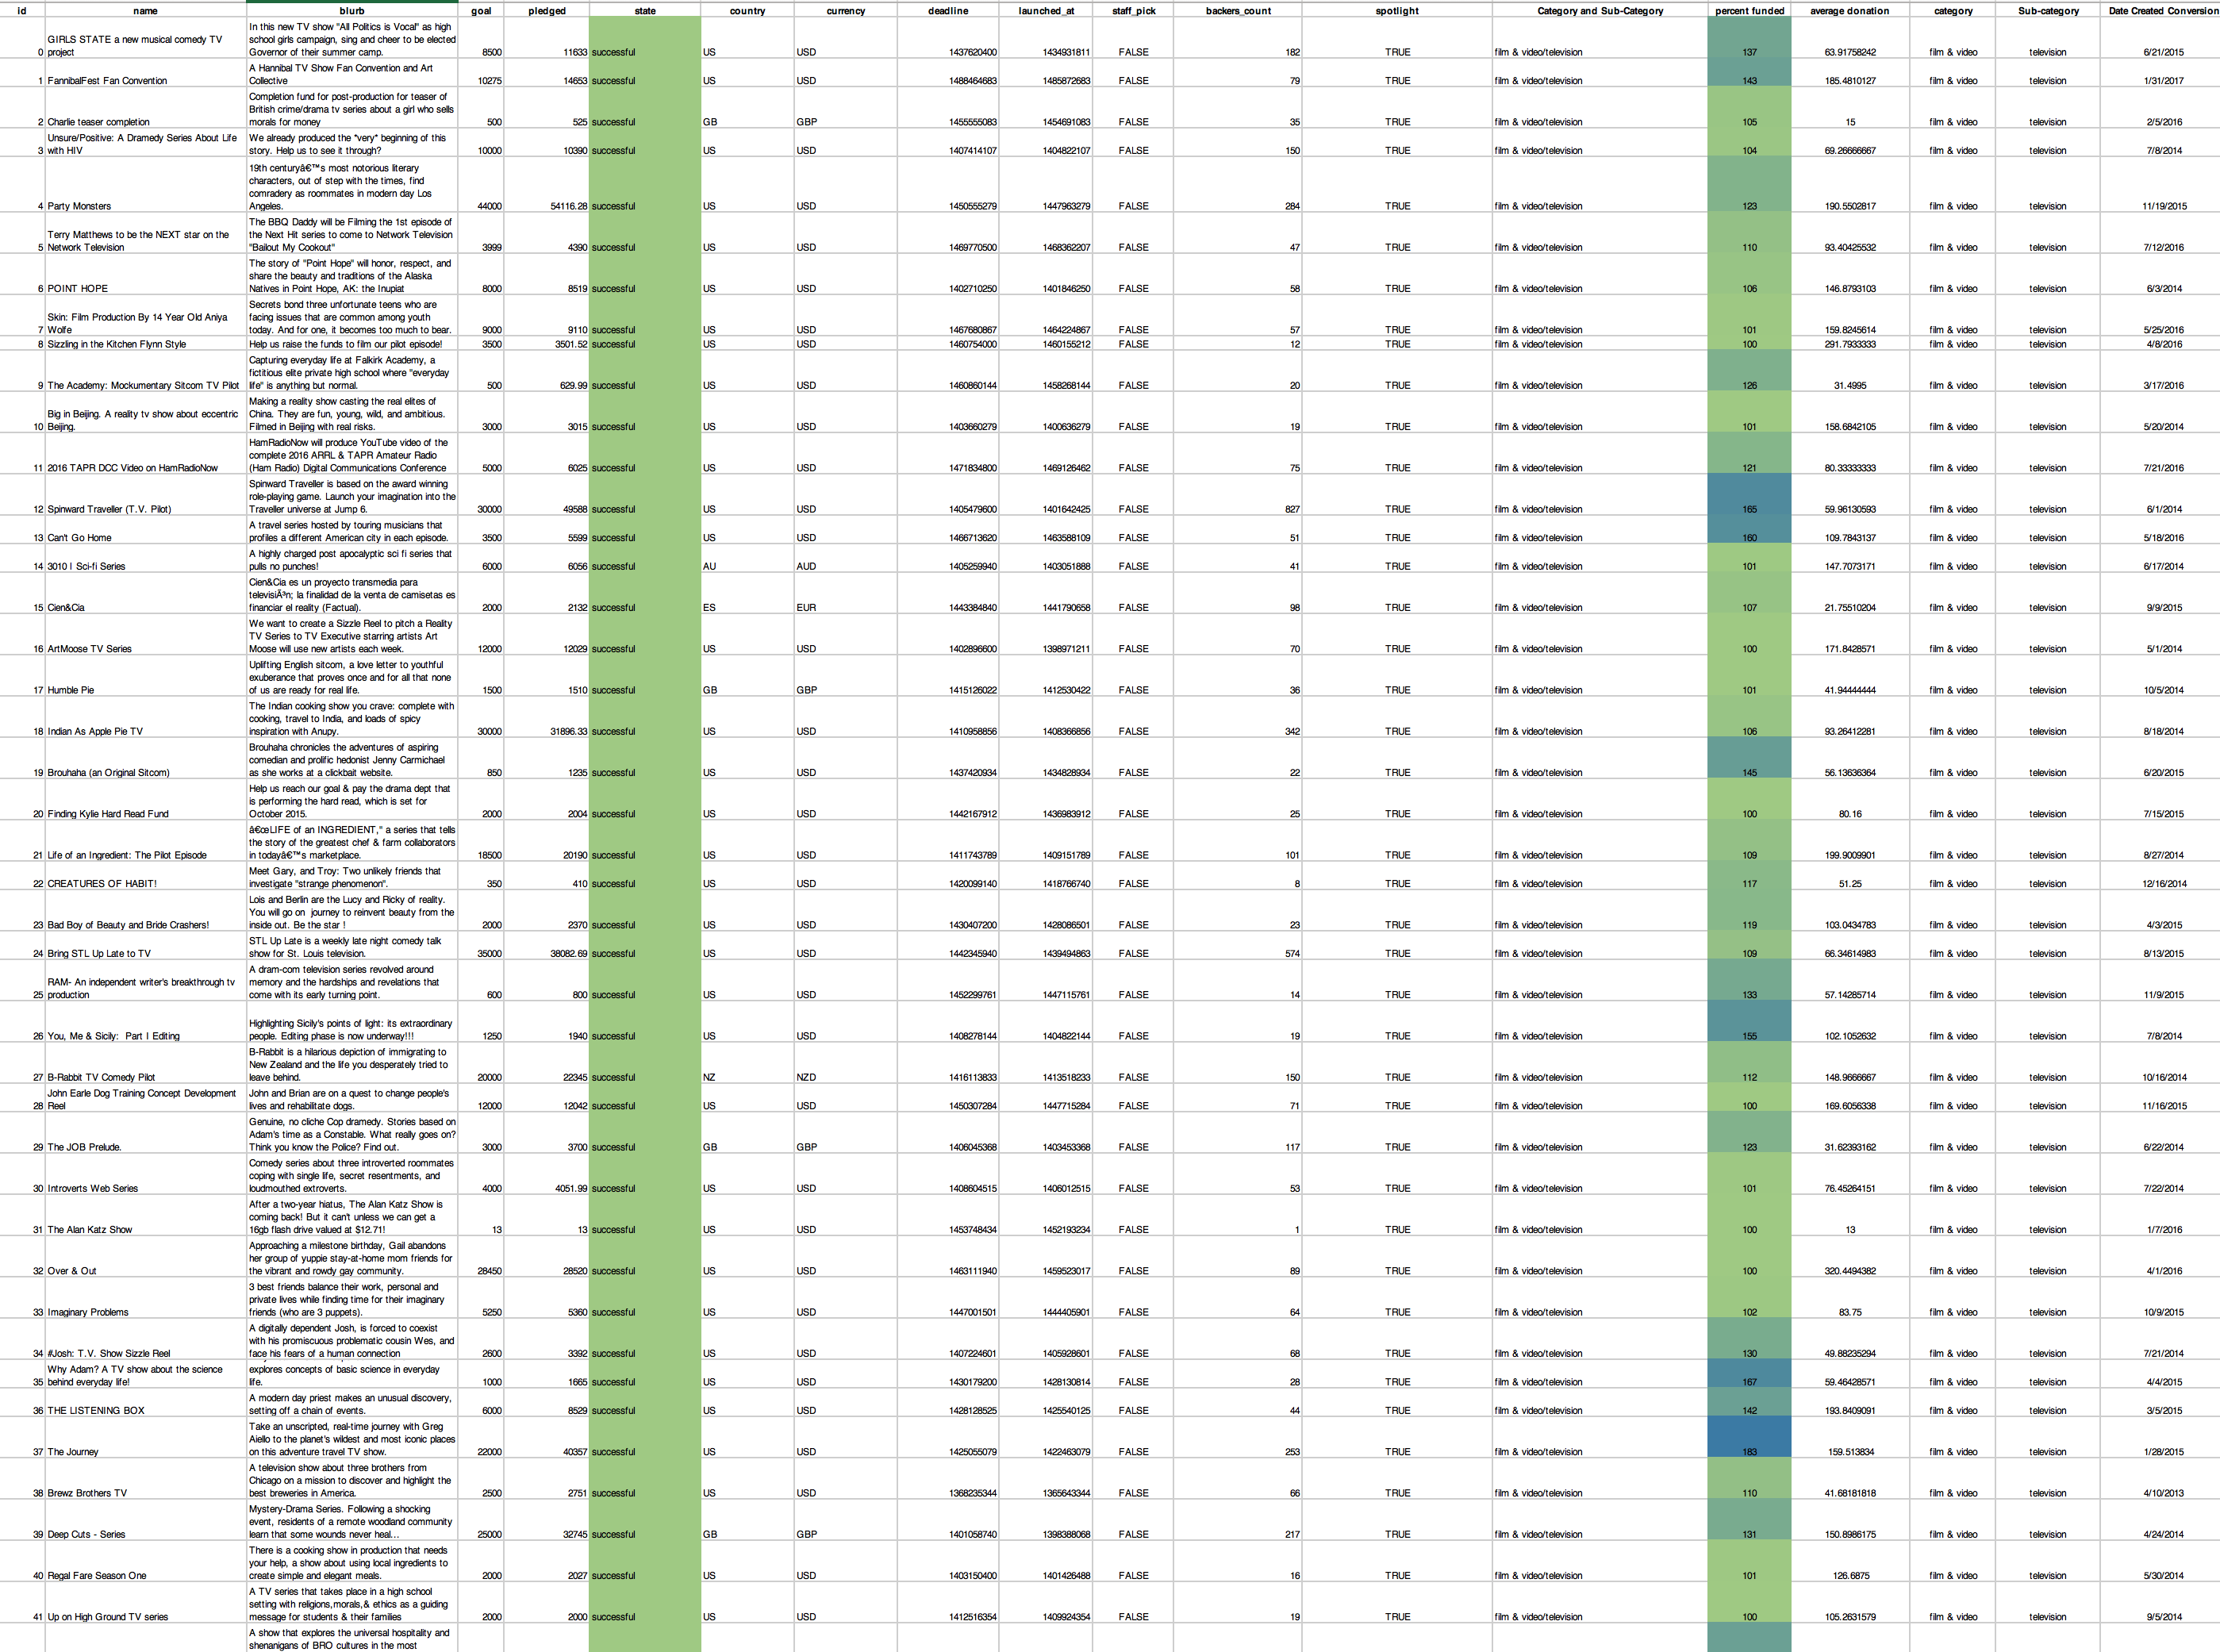 id name blurb goal pledged state country currency deadline launched_at staff_pick backers_count spotlight Category and Sub-Category percent funded average donation category Sub-category Date Created Conversion
In this new TV show "All Politics is Vocal" as high
GIRLS STATE a new musical comedy TV school girls campaign, sing and cheer to be elected
0 project Governor of their summer camp. 8500 11633 successful US USD 1437620400 1434931811 FALSE 182 TRUE film & video/television 137 63.91758242 film & video television 6/21/2015
A Hannibal TV Show Fan Convention and Art
1 FannibalFest Fan Convention Collective 10275 14653 successful US USD 1488464683 1485872683 FALSE 79 TRUE film & video/television 143 185.4810127 film & video television 1/31/2017
Completion fund for post-production for teaser of
British crime/drama tv series about a girl who sells
2 Charlie teaser completion morals for money 500 525 successful GB GBP 1455555083 1454691083 FALSE 35 TRUE film & video/television 105 15 film & video television 2/5/2016
Unsure/Positive: A Dramedy Series About Life We already produced the *very* beginning of this
3 with HIV story. Help us to see it through? 10000 10390 successful US USD 1407414107 1404822107 FALSE 150 TRUE film & video/television 104 69.26666667 film & video television 7/8/2014
19th centuryâ€™s most notorious literary
characters, out of step with the times, find
comradery as roommates in modern day Los
4 Party Monsters Angeles. 44000 54116.28 successful US USD 1450555279 1447963279 FALSE 284 TRUE film & video/television 123 190.5502817 film & video television 11/19/2015
The BBQ Daddy will be Filming the 1st episode of
Terry Matthews to be the NEXT star on the the Next Hit series to come to Network Television
5 Network Television "Bailout My Cookout" 3999 4390 successful US USD 1469770500 1468362207 FALSE 47 TRUE film & video/television 110 93.40425532 film & video television 7/12/2016
The story of "Point Hope" will honor, respect, and
share the beauty and traditions of the Alaska
6 POINT HOPE Natives in Point Hope, AK: the Inupiat 8000 8519 successful US USD 1402710250 1401846250 FALSE 58 TRUE film & video/television 106 146.8793103 film & video television 6/3/2014
Secrets bond three unfortunate teens who are
Skin: Film Production By 14 Year Old Aniya facing issues that are common among youth
7 Wolfe today. And for one, it becomes too much to bear. 9000 9110 successful US USD 1467680867 1464224867 FALSE 57 TRUE film & video/television 101 159.8245614 film & video television 5/25/2016
8 Sizzling in the Kitchen Flynn Style Help us raise the funds to film our pilot episode! 3500 3501.52 successful US USD 1460754000 1460155212 FALSE 12 TRUE film & video/television 100 291.7933333 film & video television 4/8/2016
Capturing everyday life at Falkirk Academy, a
fictitious elite private high school where "everyday
9 The Academy: Mockumentary Sitcom TV Pilot life" is anything but normal. 500 629.99 successful US USD 1460860144 1458268144 FALSE 20 TRUE film & video/television 126 31.4995 film & video television 3/17/2016
Making a reality show casting the real elites of
Big in Beijing. A reality tv show about eccentric China. They are fun, young, wild, and ambitious.
10 Beijing. Filmed in Beijing with real risks. 3000 3015 successful US USD 1403660279 1400636279 FALSE 19 TRUE film & video/television 101 158.6842105 film & video television 5/20/2014
HamRadioNow will produce YouTube video of the
complete 2016 ARRL & TAPR Amateur Radio
11 2016 TAPR DCC Video on HamRadioNow (Ham Radio) Digital Communications Conference 5000 6025 successful US USD 1471834800 1469126462 FALSE 75 TRUE film & video/television 121 80.33333333 film & video television 7/21/2016
Spinward Traveller is based on the award winning
role-playing game. Launch your imagination into the
12 Spinward Traveller (T.V. Pilot) Traveller universe at Jump 6. 30000 49588 successful US USD 1405479600 1401642425 FALSE 827 TRUE film & video/television 165 59.96130593 film & video television 6/1/2014
A travel series hosted by touring musicians that
13 Can't Go Home profiles a different American city in each episode. 3500 5599 successful US USD 1466713620 1463588109 FALSE 51 TRUE film & video/television 160 109.7843137 film & video television 5/18/2016
A highly charged post apocalyptic sci fi series that
14 3010 | Sci-fi Series pulls no punches! 6000 6056 successful AU AUD 1405259940 1403051888 FALSE 41 TRUE film & video/television 101 147.7073171 film & video television 6/17/2014
Cien&Cia es un proyecto transmedia para
televisiÃ³n; la finalidad de la venta de camisetas es
15 Cien&Cia financiar el reality (Factual). 2000 2132 successful ES EUR 1443384840 1441790658 FALSE 98 TRUE film & video/television 107 21.75510204 film & video television 9/9/2015
We want to create a Sizzle Reel to pitch a Reality
TV Series to TV Executive starring artists Art
16 ArtMoose TV Series Moose will use new artists each week. 12000 12029 successful US USD 1402896600 1398971211 FALSE 70 TRUE film & video/television 100 171.8428571 film & video television 5/1/2014
Uplifting English sitcom, a love letter to youthful
exuberance that proves once and for all that none
17 Humble Pie of us are ready for real life. 1500 1510 successful GB GBP 1415126022 1412530422 FALSE 36 TRUE film & video/television 101 41.94444444 film & video television 10/5/2014
The Indian cooking show you crave: complete with
cooking, travel to India, and loads of spicy
18 Indian As Apple Pie TV inspiration with Anupy. 30000 31896.33 successful US USD 1410958856 1408366856 FALSE 342 TRUE film & video/television 106 93.26412281 film & video television 8/18/2014
Brouhaha chronicles the adventures of aspiring
comedian and prolific hedonist Jenny Carmichael
19 Brouhaha (an Original Sitcom) as she works at a clickbait website. 850 1235 successful US USD 1437420934 1434828934 FALSE 22 TRUE film & video/television 145 56.13636364 film & video television 6/20/2015
Help us reach our goal & pay the drama dept that
is performing the hard read, which is set for
20 Finding Kylie Hard Read Fund October 2015. 2000 2004 successful US USD 1442167912 1436983912 FALSE 25 TRUE film & video/television 100 80.16 film & video television 7/15/2015
â€œLIFE of an INGREDIENT," a series that tells
the story of the greatest chef & farm collaborators
21 Life of an Ingredient: The Pilot Episode in todayâ€™s marketplace. 18500 20190 successful US USD 1411743789 1409151789 FALSE 101 TRUE film & video/television 109 199.9009901 film & video television 8/27/2014
Meet Gary, and Troy: Two unlikely friends that
22 CREATURES OF HABIT! investigate "strange phenomenon". 350 410 successful US USD 1420099140 1418766740 FALSE 8 TRUE film & video/television 117 51.25 film & video television 12/16/2014
Lois and Berlin are the Lucy and Ricky of reality.
You will go on journey to reinvent beauty from the
23 Bad Boy of Beauty and Bride Crashers! inside out. Be the star ! 2000 2370 successful US USD 1430407200 1428086501 FALSE 23 TRUE film & video/television 119 103.0434783 film & video television 4/3/2015
STL Up Late is a weekly late night comedy talk
24 Bring STL Up Late to TV show for St. Louis television. 35000 38082.69 successful US USD 1442345940 1439494863 FALSE 574 TRUE film & video/television 109 66.34614983 film & video television 8/13/2015
A dram-com television series revolved around
RAM- An independent writer's breakthrough tv memory and the hardships and revelations that
25 production come with its early turning point. 600 800 successful US USD 1452299761 1447115761 FALSE 14 TRUE film & video/television 133 57.14285714 film & video television 11/9/2015
Highlighting Sicily's points of light: its extraordinary
26 You, Me & Sicily: Part I Editing people. Editing phase is now underway!!! 1250 1940 successful US USD 1408278144 1404822144 FALSE 19 TRUE film & video/television 155 102.1052632 film & video television 7/8/2014
B-Rabbit is a hilarious depiction of immigrating to
New Zealand and the life you desperately tried to
27 B-Rabbit TV Comedy Pilot leave behind. 20000 22345 successful NZ NZD 1416113833 1413518233 FALSE 150 TRUE film & video/television 112 148.9666667 film & video television 10/16/2014
John Earle Dog Training Concept Development John and Brian are on a quest to change people's
28 Reel lives and rehabilitate dogs. 12000 12042 successful US USD 1450307284 1447715284 FALSE 71 TRUE film & video/television 100 169.6056338 film & video television 11/16/2015
Genuine, no cliche Cop dramedy. Stories based on
Adam's time as a Constable. What really goes on?
29 The JOB Prelude. Think you know the Police? Find out. 3000 3700 successful GB GBP 1406045368 1403453368 FALSE 117 TRUE film & video/television 123 31.62393162 film & video television 6/22/2014
Comedy series about three introverted roommates
coping with single life, secret resentments, and
30 Introverts Web Series loudmouthed extroverts. 4000 4051.99 successful US USD 1408604515 1406012515 FALSE 53 TRUE film & video/television 101 76.45264151 film & video television 7/22/2014
After a two-year hiatus, The Alan Katz Show is
coming back! But it can't unless we can get a
31 The Alan Katz Show 16gb flash drive valued at $12.71! 13 13 successful US USD 1453748434 1452193234 FALSE 1 TRUE film & video/television 100 13 film & video television 1/7/2016
Approaching a milestone birthday, Gail abandons
her group of yuppie stay-at-home mom friends for
32 Over & Out the vibrant and rowdy gay community. 28450 28520 successful US USD 1463111940 1459523017 FALSE 89 TRUE film & video/television 100 320.4494382 film & video television 4/1/2016
3 best friends balance their work, personal and
private lives while finding time for their imaginary
33 Imaginary Problems friends (who are 3 puppets). 5250 5360 successful US USD 1447001501 1444405901 FALSE 64 TRUE film & video/television 102 83.75 film & video television 10/9/2015
A digitally dependent Josh, is forced to coexist
with his promiscuous problematic cousin Wes, and
34 #Josh: T.V. Show Sizzle Reel face his fears of a human connection 2600 3392 successful US USD 1407224601 1405928601 FALSE 68 TRUE film & video/television 130 49.88235294 film & video television 7/21/2014
Why Adam? A TV show about the science explores concepts of basic science in everyday
35 behind everyday life! life. 1000 1665 successful US USD 1430179200 1428130814 FALSE 28 TRUE film & video/television 167 59.46428571 film & video television 4/4/2015
A modern day priest makes an unusual discovery,
36 THE LISTENING BOX setting off a chain of events. 6000 8529 successful US USD 1428128525 1425540125 FALSE 44 TRUE film & video/television 142 193.8409091 film & video television 3/5/2015
Take an unscripted, real-time journey with Greg
Aiello to the planet's wildest and most iconic places
37 The Journey on this adventure travel TV show. 22000 40357 successful US USD 1425055079 1422463079 FALSE 253 TRUE film & video/television 183 159.513834 film & video television 1/28/2015
A television show about three brothers from
Chicago on a mission to discover and highlight the
38 Brewz Brothers TV best breweries in America. 2500 2751 successful US USD 1368235344 1365643344 FALSE 66 TRUE film & video/television 110 41.68181818 film & video television 4/10/2013
Mystery-Drama Series. Following a shocking
event, residents of a remote woodland community
39 Deep Cuts - Series learn that some wounds never heal... 25000 32745 successful GB GBP 1401058740 1398388068 FALSE 217 TRUE film & video/television 131 150.8986175 film & video television 4/24/2014
There is a cooking show in production that needs
your help, a show about using local ingredients to
40 Regal Fare Season One create simple and elegant meals. 2000 2027 successful US USD 1403150400 1401426488 FALSE 16 TRUE film & video/television 101 126.6875 film & video television 5/30/2014
A TV series that takes place in a high school
setting with religions,morals,& ethics as a guiding
41 Up on High Ground TV series message for students & their families 2000 2000 successful US USD 1412516354 1409924354 FALSE 19 TRUE film & video/television 100 105.2631579 film & video television 9/5/2014
A show that explores the universal hospitality and
shenanigans of BRO cultures in the most